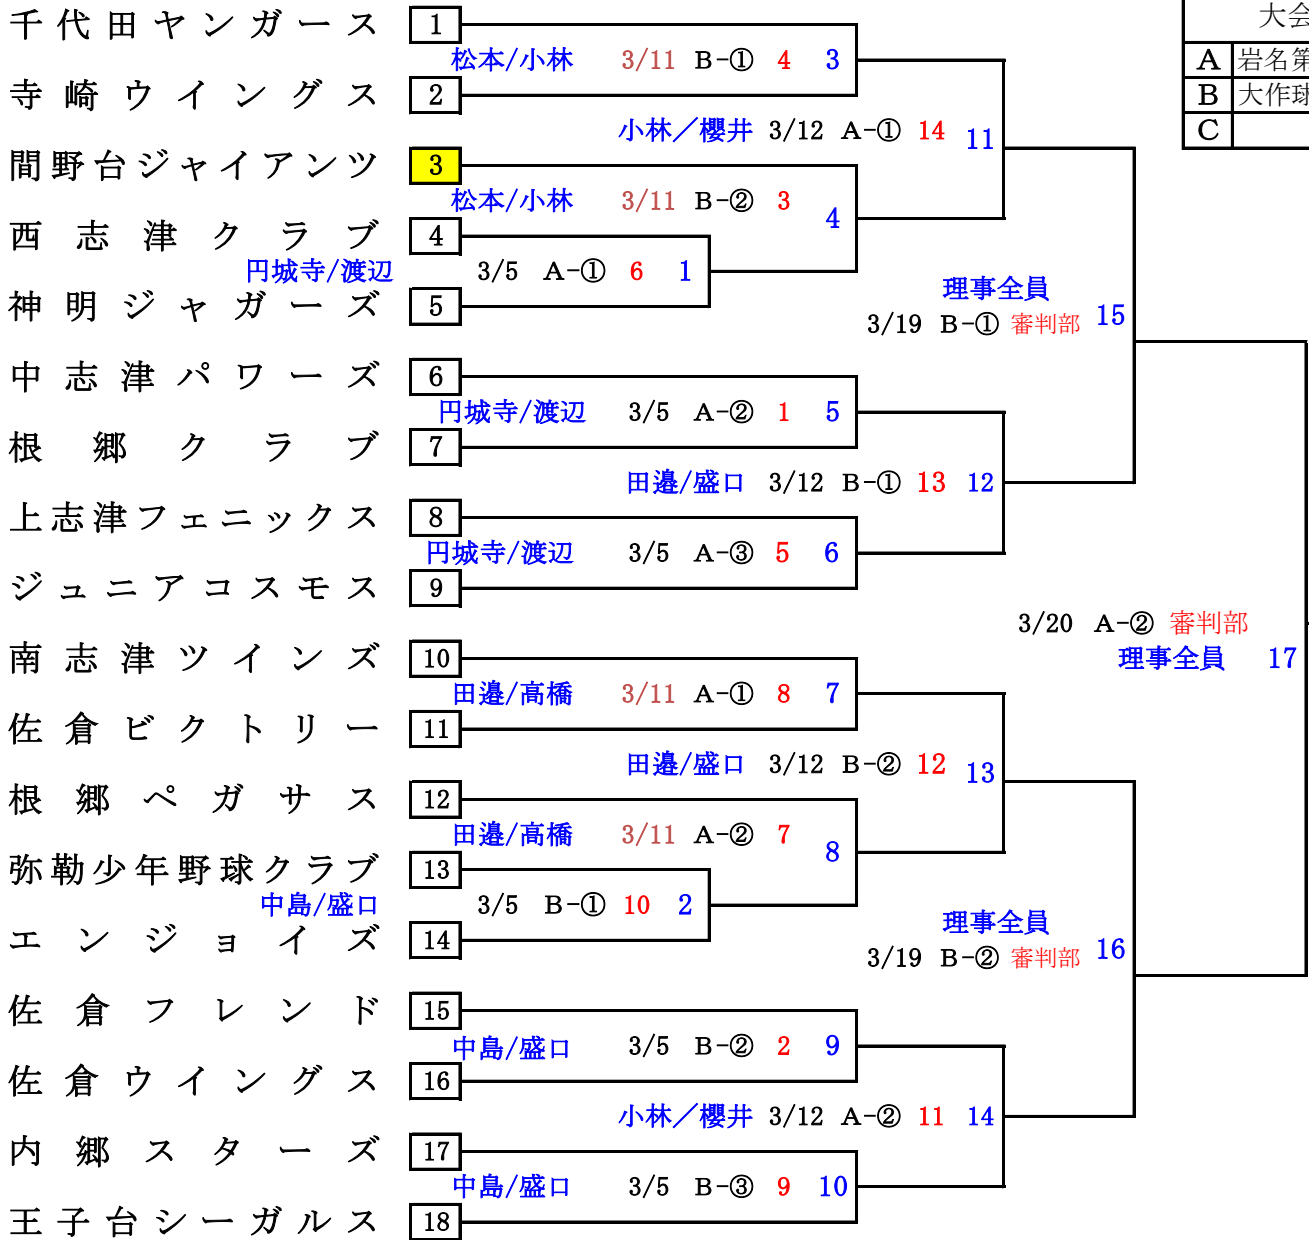 千代田ヤンガース 1
大会
松本/小林 3/11 B-① 4 3
A 岩名第
寺崎ウイングス 2
B 大作球
小林／櫻井 3/12 A-① 14 11
C
間野台ジャイアンツ 3
松本/小林 3/11 B-② 3 4
西志津クラブ 4
円城寺/渡辺 3/5 A-① 6 1
理事全員
神明ジャガーズ 5
3/19 B-① 審判部 15
中志津パワーズ 6
円城寺/渡辺 3/5 A-② 1 5
根郷クラブ 7
田邉/盛口 3/12 B-① 13 12
上志津フェニックス 8
円城寺/渡辺 3/5 A-③ 5 6
ジュニアコスモス 9
3/20 A-② 審判部
理事全員 17
南志津ツインズ 10
田邉/高橋 3/11 A-① 8 7
佐倉ビクトリー 11
田邉/盛口 3/12 B-② 12 13
根郷ペガサス 12
田邉/高橋 3/11 A-② 7 8
弥勒少年野球クラブ 13
中島/盛口 3/5 B-① 10 2
理事全員
エンジョイズ 14
3/19 B-② 審判部 16
佐倉フレンド 15
中島/盛口 3/5 B-② 2 9
佐倉ウイングス 16
小林／櫻井 3/12 A-② 11 14
内郷スターズ 17
中島/盛口 3/5 B-③ 9 10
王子台シーガルス 18